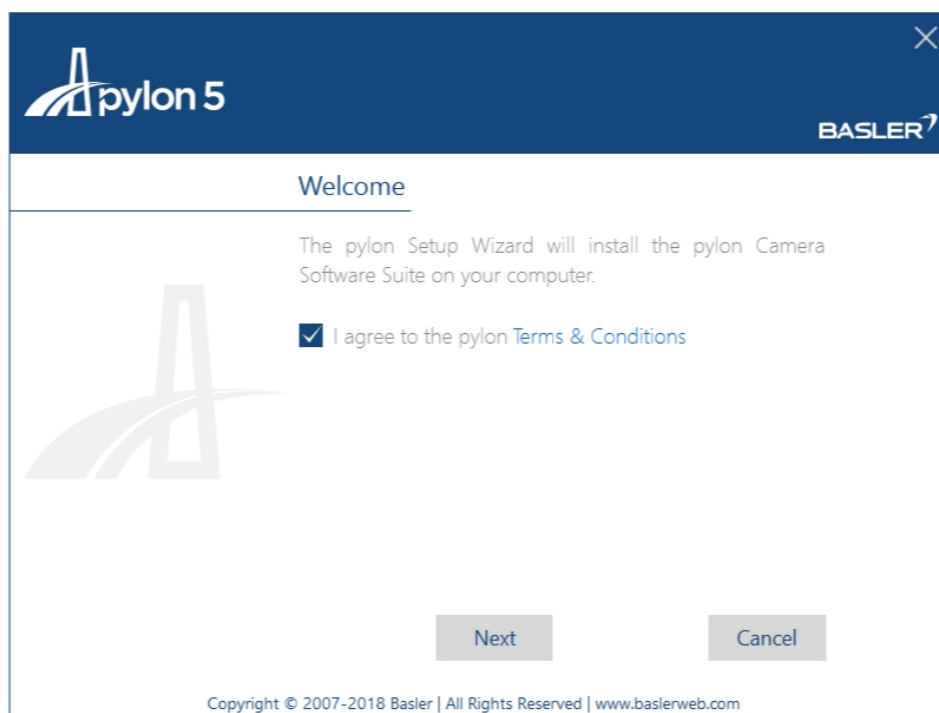 pylon 5
BASLER
Welcome
The pylon Setup Wizard will install the pylon Camera
Software Suite on your computer.
I agree to the pylon Terms & Conditions
Next Cancel
Copyright © 2007-2018 Basler | All Rights Reserved | www.baslerweb.com